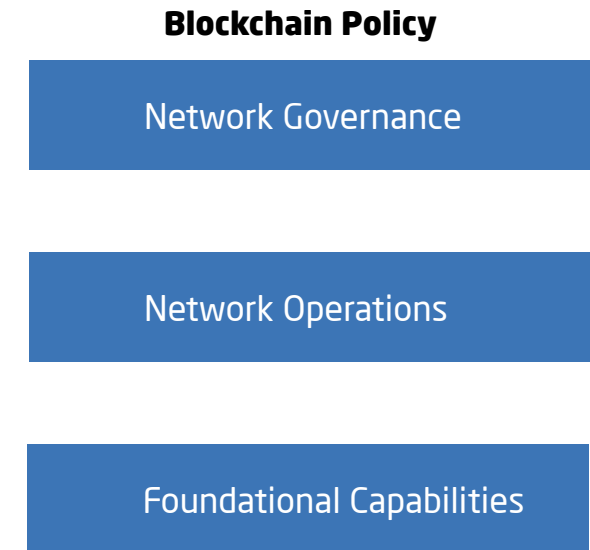 Blockchain Policy
Network Governance
Network Operations
Foundational Capabilities